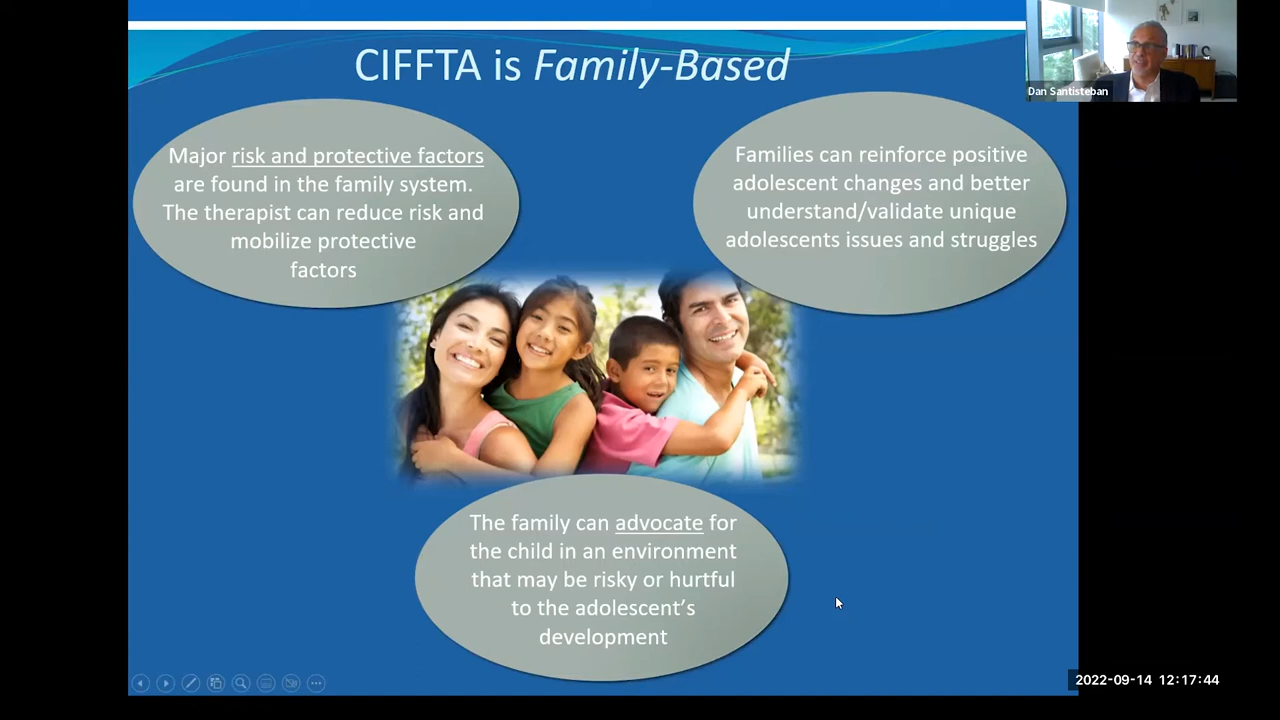 CIFFTA is Family-Based
Dan Santisteban
Major risk and protective factors
are found in the family system.
The therapist can reduce risk and
mobilize protective
factors
Families can reinforce positive
adolescent changes and better
understand/validate unique
adolescents issues and struggles
The family can advocate for
the child in an environment
that may be risky or hurtful
to the adolescent's
development
2022-09-14 12:17:44